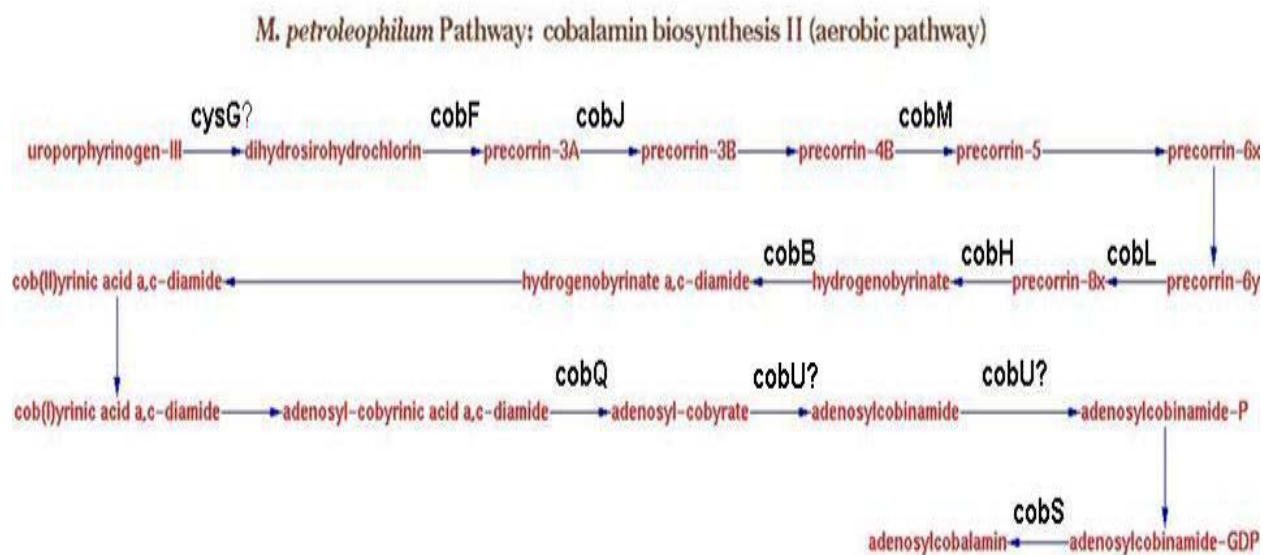 M. petroleophilum Pathway: cobalamin biosynthesis II (aerobic pathway)
cysG? cobF cobJ cobM
uroporphyrinogen-III dihydrosirohydrochlorin precorrin-3A precorrin-3B precorrin-4B precorrin-5 precorrin-6x
cobB cobH cobL
cob(II)yrinic acid a,c-diamide hydrogenobyrinate a,c-diamide hydrogenobyrinate precorrin-8x precorrin-6y
cobQ cobU? cobU?
cob(I)yrinic acid a,c-diamide adenosyl-cobyrinic acid a,c-diamide adenosyl-cobyrate adenosylcobinamide adenosylcobinamide-P
cobS
adenosylcobalamin adenosylcobinamide-GDP